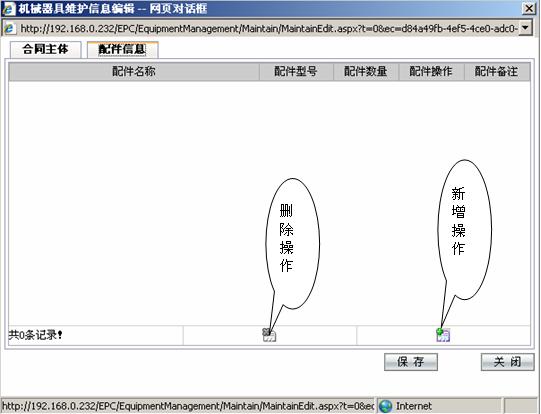 机械器具维护信息编辑 -- 网页对话框
http://192.168.0.232/EPC/EquipmentManagement/Maintain/MaintainEdit.aspx?t=0&ec=d84a49fb-4ef5-4ce0-adc0-
合同主体 配件信息
配件名称 配件型号 配件数量 配件操作 配件备注
删除操作
新增操作
共0条记录!
保 存 关 闭
http://192.168.0.232/EPC/EquipmentManagement/Maintain/MaintainEdit.aspx?t=0&ec Internet